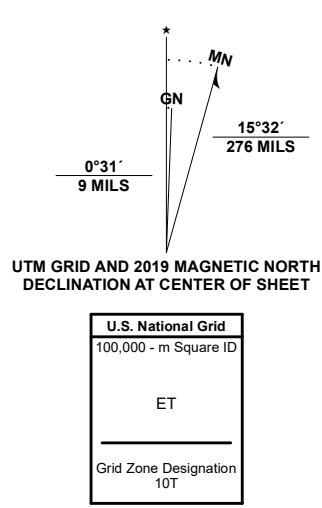 ★
MN
GN
15°32´
276 MILS
0°31´
9 MILS
UTM GRID AND 2019 MAGNETIC NORTH
DECLINATION AT CENTER OF SHEET
U.S. National Grid
100,000 - m Square ID
ET
Grid Zone Designation
10T